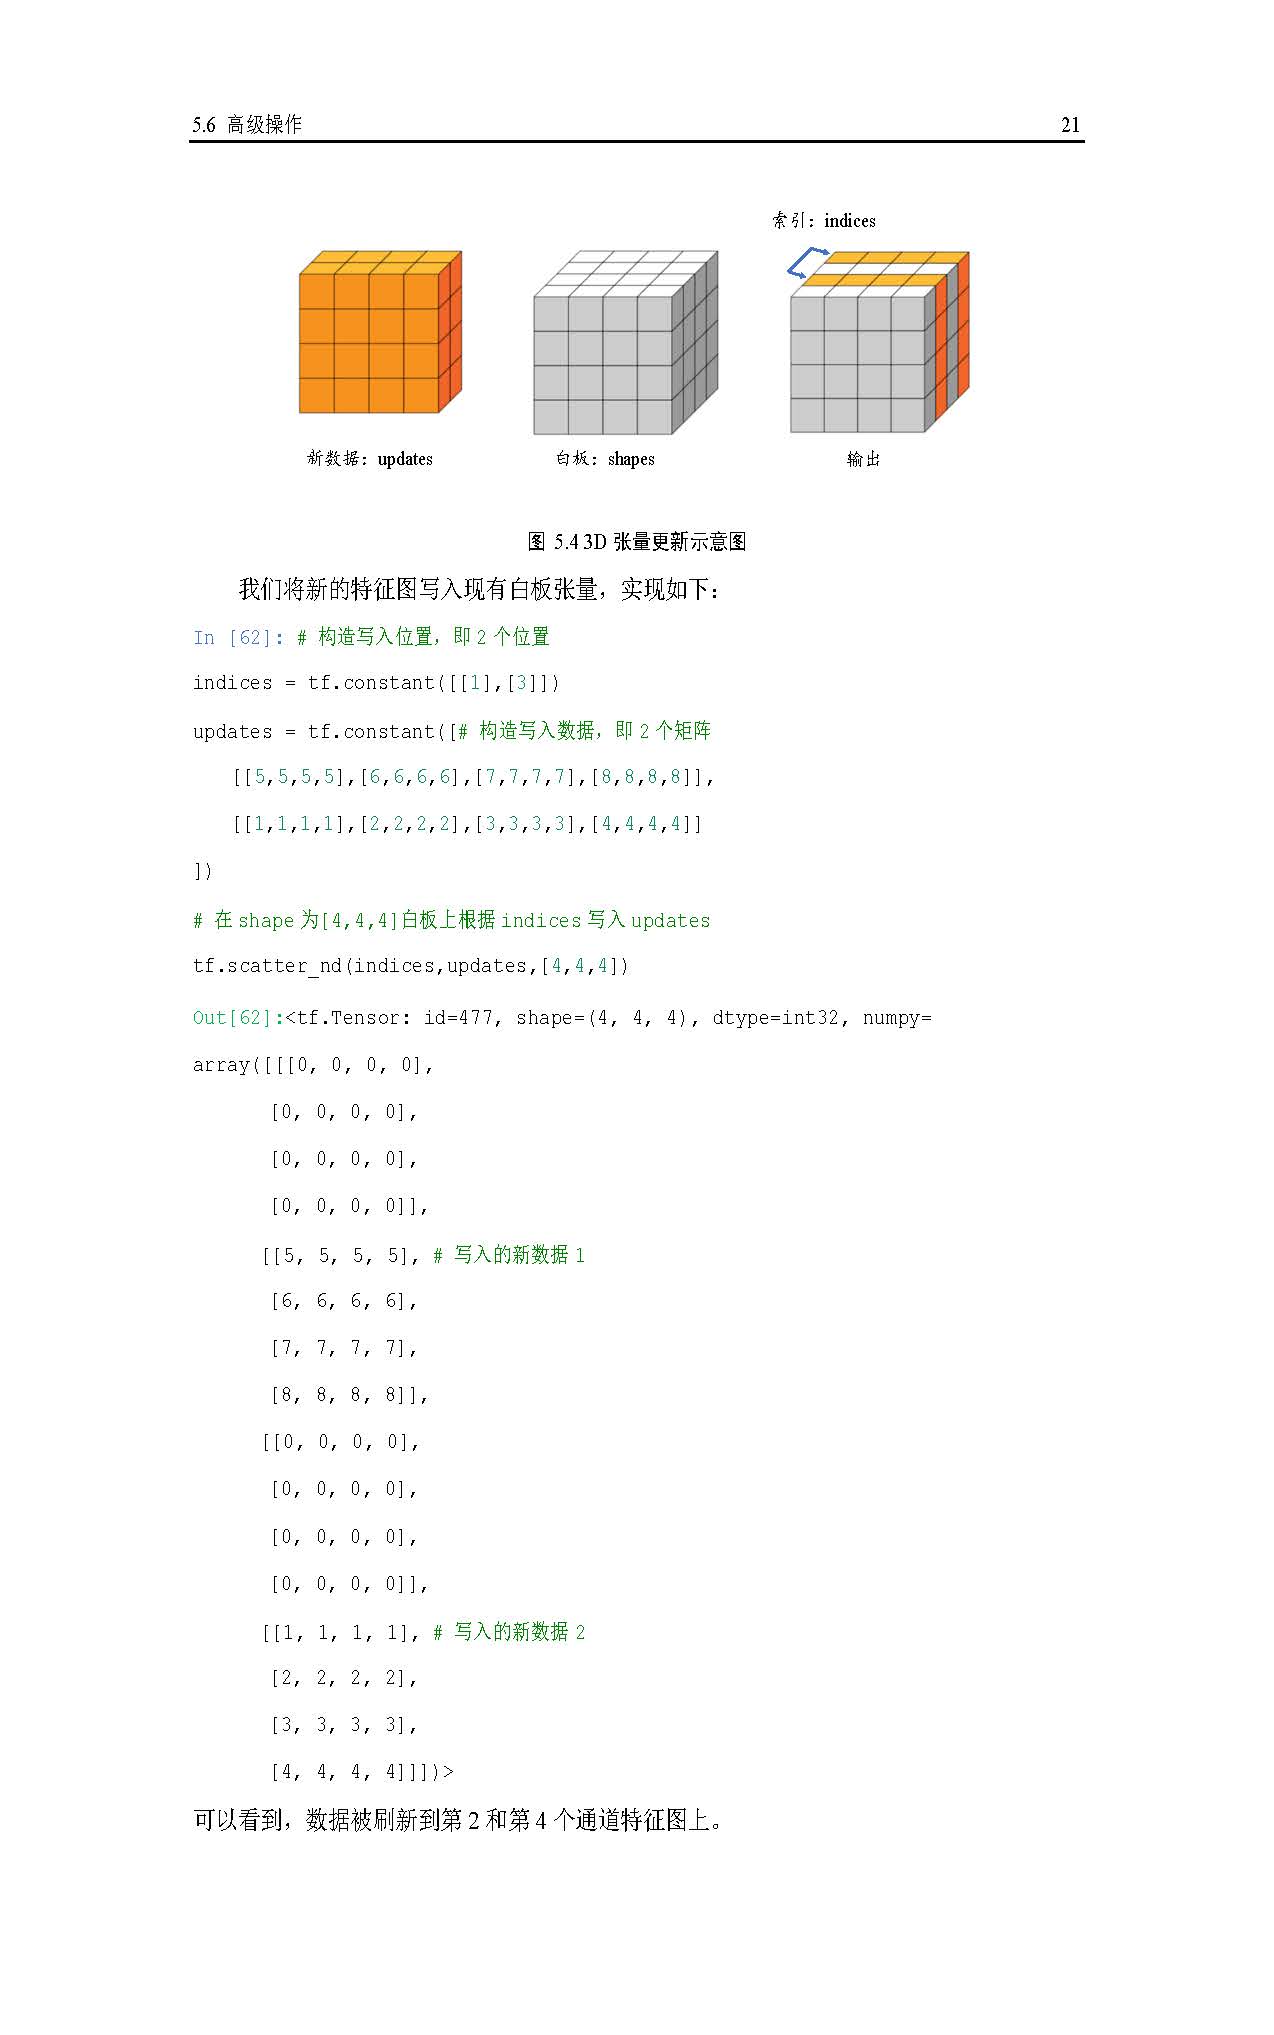 5.6 高级操作 21
索引：indices
新数据：updates 白板：shapes 输出
图 5.4 3D 张量更新示意图
我们将新的特征图写入现有白板张量，实现如下：
In [62]: # 构造写入位置，即 2 个位置
indices = tf.constant([[1],[3]])
updates = tf.constant([# 构造写入数据，即 2 个矩阵
[[5,5,5,5],[6,6,6,6],[7,7,7,7],[8,8,8,8]],
[[1,1,1,1],[2,2,2,2],[3,3,3,3],[4,4,4,4]]
])
# 在 shape 为[4,4,4]白板上根据 indices 写入 updates
tf.scatter_nd(indices,updates,[4,4,4])
Out[62]:<tf.Tensor: id=477, shape=(4, 4, 4), dtype=int32, numpy=
array([[[0, 0, 0, 0],
[0, 0, 0, 0],
[0, 0, 0, 0],
[0, 0, 0, 0]],
[[5, 5, 5, 5], # 写入的新数据 1
[6, 6, 6, 6],
[7, 7, 7, 7],
[8, 8, 8, 8]],
[[0, 0, 0, 0],
[0, 0, 0, 0],
[0, 0, 0, 0],
[0, 0, 0, 0]],
[[1, 1, 1, 1], # 写入的新数据 2
[2, 2, 2, 2],
[3, 3, 3, 3],
[4, 4, 4, 4]]])>
可以看到，数据被刷新到第 2 和第 4 个通道特征图上。